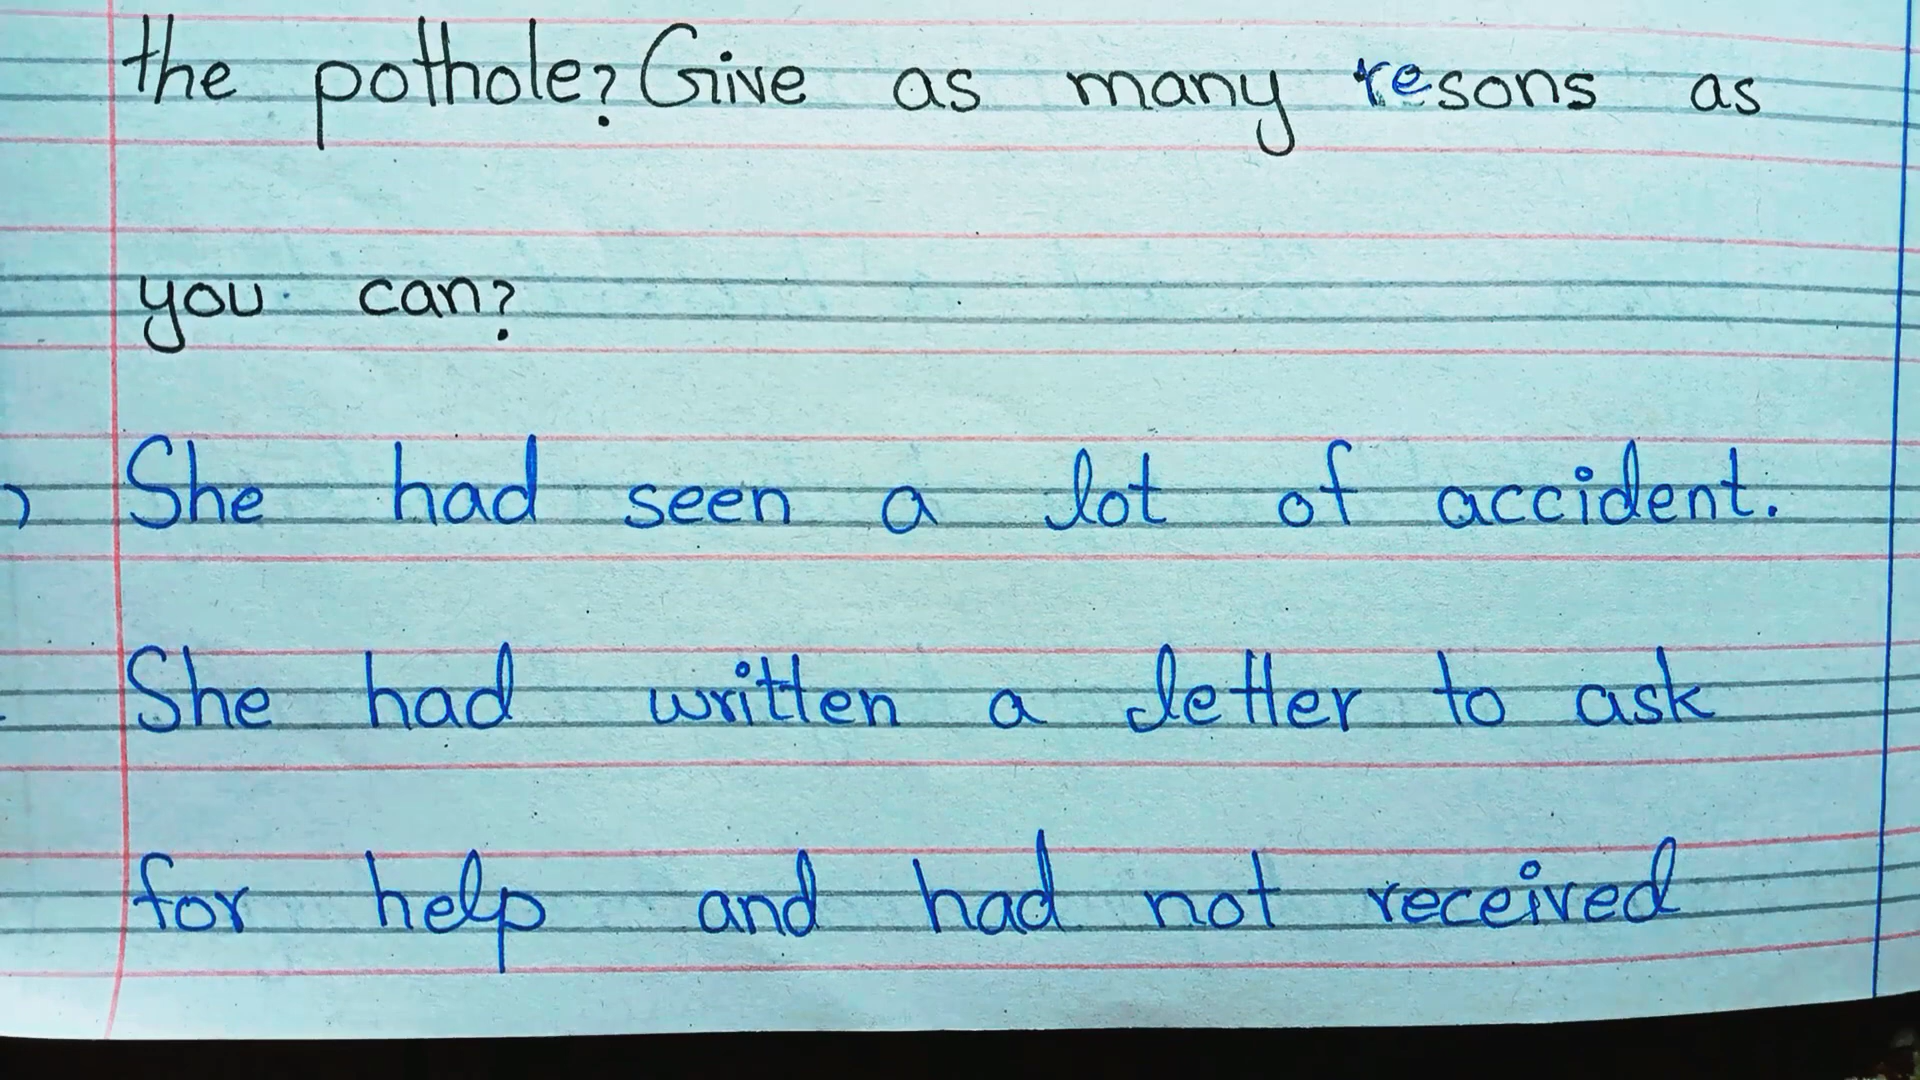 the pothole? Give as many resons as
you can?
She had seen a lot of accident.
She had written a letter to ask
for help and had not received